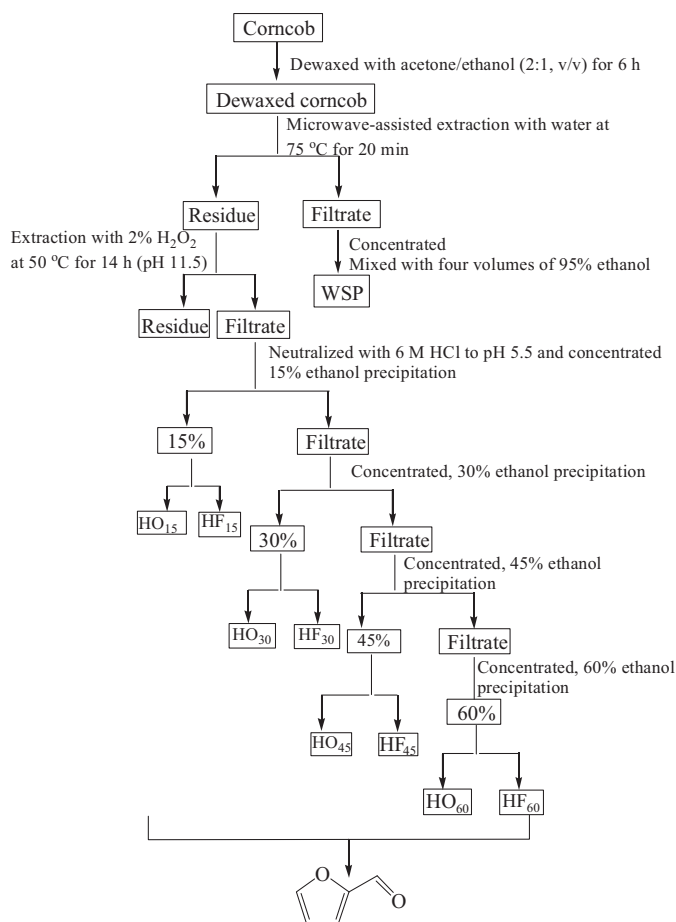 Corncob
Dewaxed with acetone/ethanol (2:1, v/v) for 6 h
Dewaxed corncob
Microwave-assisted extraction with water at
75 °C for 20 min
Residue
Filtrate
Extraction with 2% H₂O₂
at 50 °C for 14 h (pH 11.5)
Concentrated
Mixed with four volumes of 95% ethanol
WSP
Residue
Filtrate
Neutralized with 6 M HCl to pH 5.5 and concentrated
15% ethanol precipitation
15%
Filtrate
Concentrated, 30% ethanol precipitation
HO₁₅
HF₁₅
30%
Filtrate
Concentrated, 45% ethanol
precipitation
HO₃₀
HF₃₀
45%
Filtrate
Concentrated, 60% ethanol
precipitation
60%
HO₄₅
HF₄₅
HO₆₀
HF₆₀
O
O